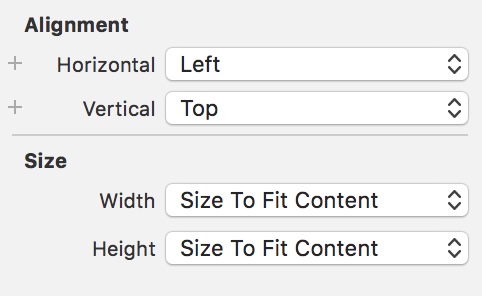 Alignment
Horizontal Left
Vertical Top
Size
Width Size To Fit Content
Height Size To Fit Content